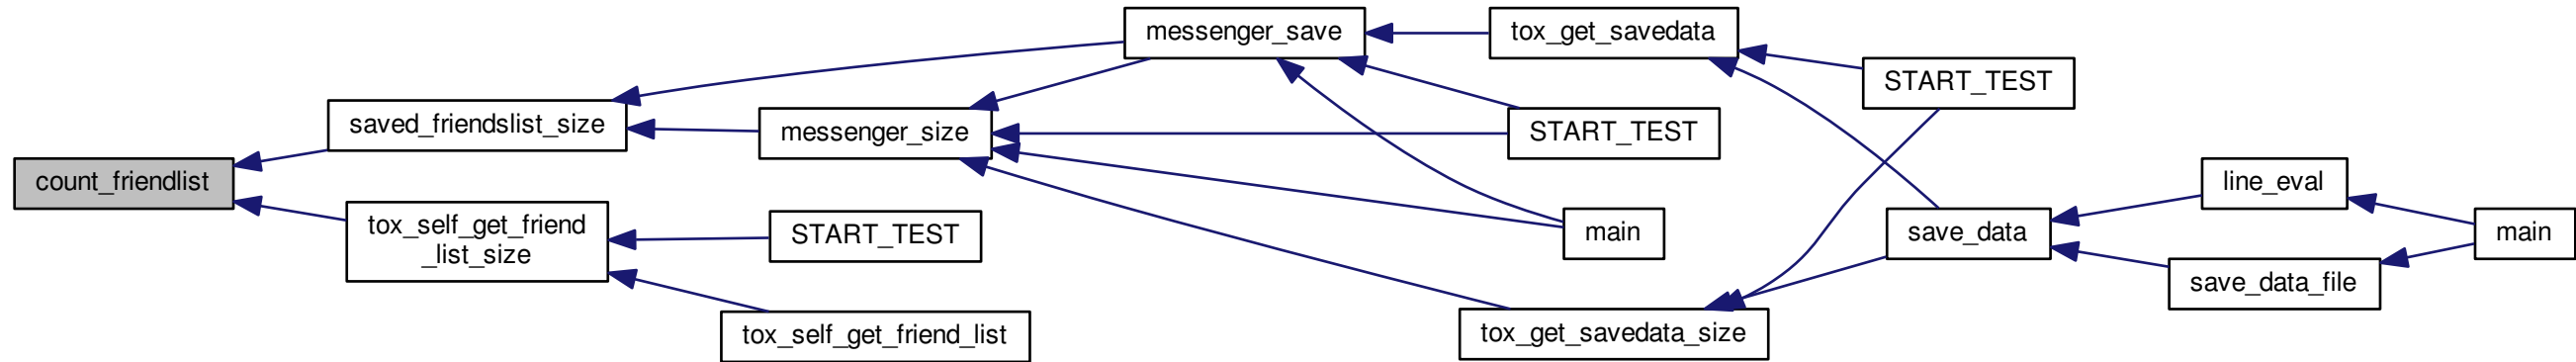 messenger_save
tox_get_savedata
START_TEST
saved_friendslist_size
messenger_size
START_TEST
count_friendlist
line_eval
tox_self_get_friend
_list_size
START_TEST
main
save_data
main
save_data_file
tox_self_get_friend_list
tox_get_savedata_size